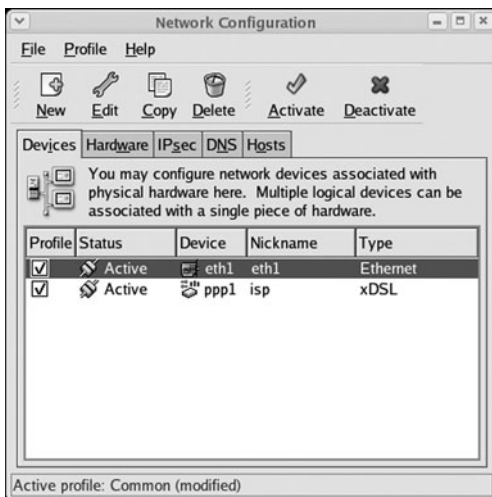 Network Configuration
File Profile Help
New Edit Copy Delete Activate Deactivate
Devices Hardware IPsec DNS Hosts
You may configure network devices associated with
physical hardware here. Multiple logical devices can be
associated with a single piece of hardware.
Profile Status Device Nickname Type
Active eth1 eth1 Ethernet
Active ppp1 isp xDSL
Active profile: Common (modified)